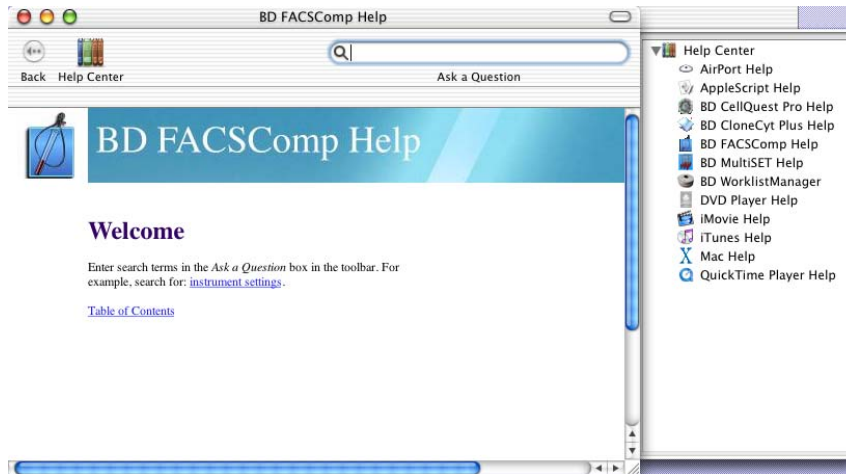 BD FACSComp Help
Back Help Center
Ask a Question
BD FACSComp Help
Welcome
Enter search terms in the Ask a Question box in the toolbar. For
example, search for: instrument settings.
Table of Contents
Help Center
AirPort Help
AppleScript Help
BD CellQuest Pro Help
BD CloneCyt Plus Help
BD FACSComp Help
BD MultiSET Help
BD WorklistManager
DVD Player Help
iMovie Help
iTunes Help
Mac Help
QuickTime Player Help